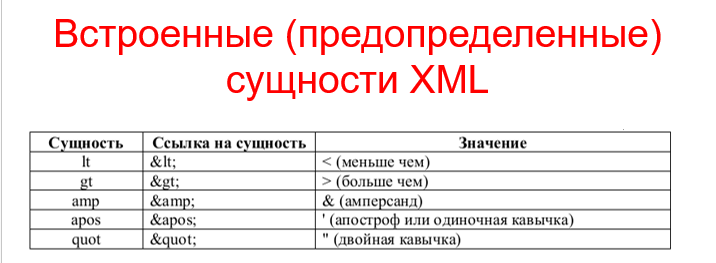 Встроенные (предопределенные)
сущности XML
Сущность Ссылка на сущность Значение
lt &lt; < (меньше чем)
gt &gt; > (больше чем)
amp &amp; & (амперсанд)
apos &apos; ' (апостроф или одиночная кавычка)
quot &quot; " (двойная кавычка)